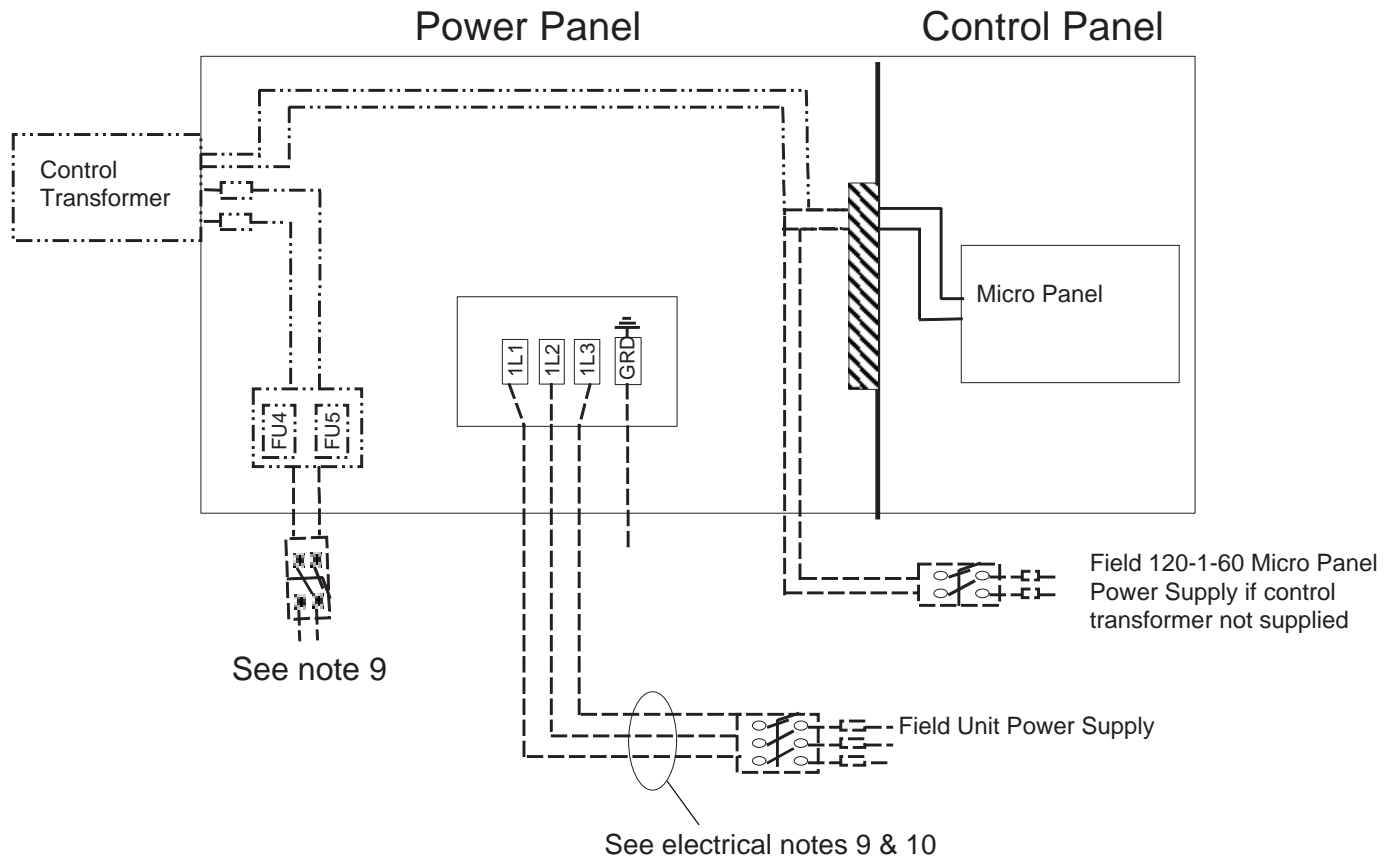 Power Panel
Control Panel
Control
Transformer
Micro Panel
1L1
1L2
1L3
GRD
FU4
FU5
Field 120-1-60 Micro Panel
Power Supply if control
transformer not supplied
See note 9
Field Unit Power Supply
See electrical notes 9 & 10